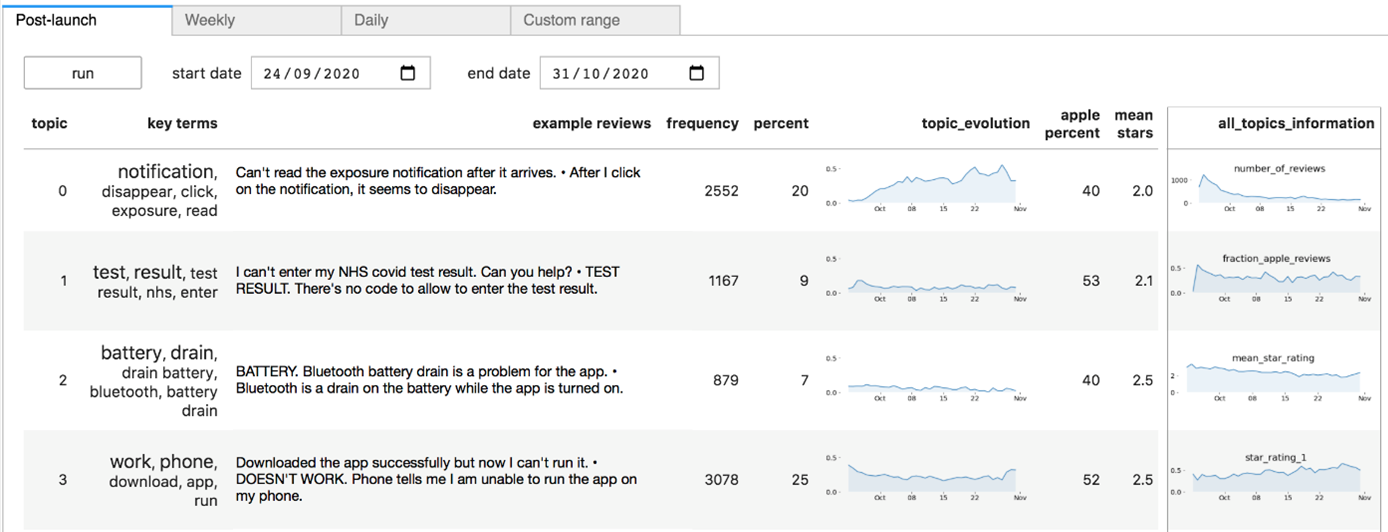 Post-launch Weekly Daily Custom range
run start date 24/09/2020 end date 31/10/2020
topic key terms example reviews frequency percent topic_evolution apple percent mean stars all_topics_information
0
notification,
disappear, click,
exposure, read
Can't read the exposure notification after it arrives. • After I click
on the notification, it seems to disappear.
2552 20
0.5
0.0
Oct 08 15 22 Nov
40 2.0
number_of_reviews
1000
0
Oct 08 15 22 Nov
1
test, result, test
result, nhs, enter
I can't enter my NHS covid test result. Can you help? • TEST
RESULT. There's no code to allow to enter the test result.
1167 9
0.5
0.0
Oct 08 15 22 Nov
53 2.1
fraction_apple_reviews
0.5
0.0
Oct 08 15 22 Nov
2
battery, drain,
drain battery,
bluetooth, battery
drain
BATTERY. Bluetooth battery drain is a problem for the app. •
Bluetooth is a drain on the battery while the app is turned on.
879 7
0.5
0.0
Oct 08 15 22 Nov
40 2.5
mean_star_rating
2
0
Oct 08 15 22 Nov
3
work, phone,
download, app,
run
Downloaded the app successfully but now I can't run it. •
DOESN'T WORK. Phone tells me I am unable to run the app on
my phone.
3078 25
0.5
0.0
Oct 08 15 22 Nov
52 2.5
star_rating_1
0.5
0.0
Oct 08 15 22 Nov